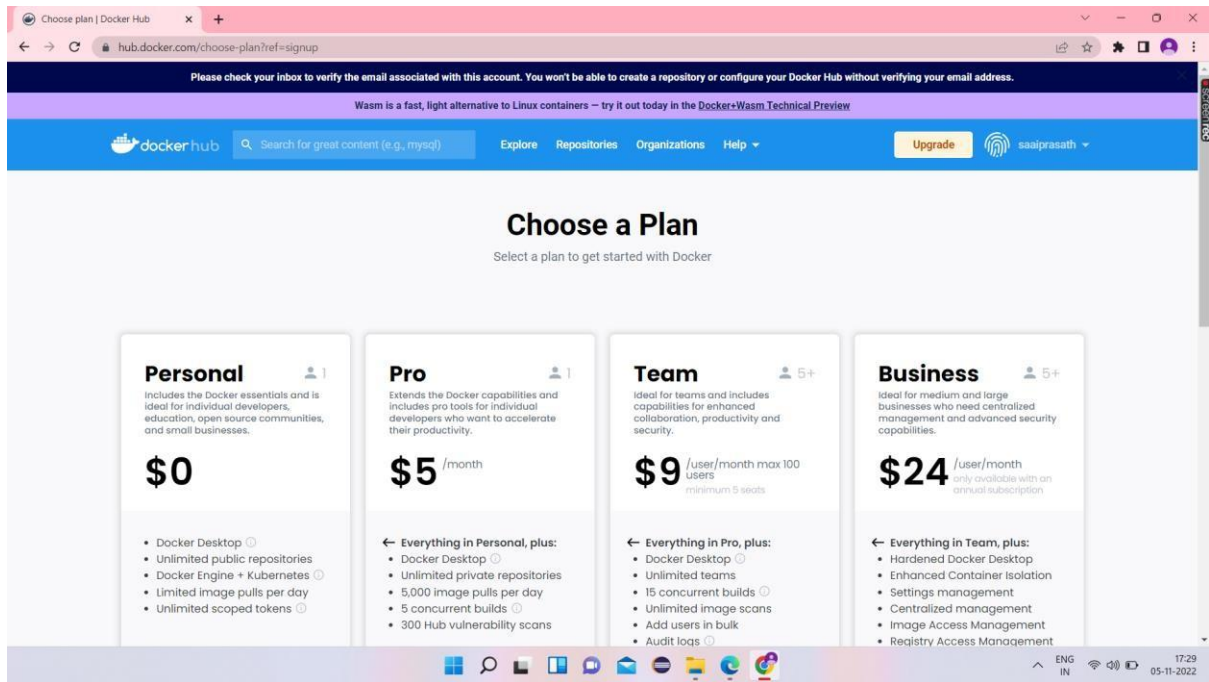 Choose plan | Docker Hub
hub.docker.com/choose-plan?ref=signup
Please check your inbox to verify the email associated with this account. You won't be able to create a repository or configure your Docker Hub without verifying your email address.
Wasm is a fast, light alternative to Linux containers — try it out today in the Docker+Wasm Technical Preview
screenrec
dockerhub Search for great content (e.g., mysql) Explore Repositories Organizations Help Upgrade saaiprasath
Choose a Plan
Select a plan to get started with Docker
Personal 1
Includes the Docker essentials and is
ideal for individual developers,
education, open source communities,
and small businesses.
$0
• Docker Desktop
• Unlimited public repositories
• Docker Engine + Kubernetes
• Limited image pulls per day
• Unlimited scoped tokens
Pro 1
Extends the Docker capabilities and
includes pro tools for individual
developers who want to accelerate
their productivity.
$5 /month
← Everything in Personal, plus:
• Docker Desktop
• Unlimited private repositories
• 5,000 image pulls per day
• 5 concurrent builds
• 300 Hub vulnerability scans
Team 5+
Ideal for teams and includes
capabilities for enhanced
collaboration, productivity and
security.
$9 /user/month max 100
users
minimum 5 seats
← Everything in Pro, plus:
• Docker Desktop
• Unlimited teams
• 15 concurrent builds
• Unlimited image scans
• Add users in bulk
• Audit logs
Business 5+
Ideal for medium and large
businesses who need centralized
management and advanced security
capabilities.
$24 /user/month
only available with an
annual subscription
← Everything in Team, plus:
• Hardened Docker Desktop
• Enhanced Container Isolation
• Settings management
• Centralized management
• Image Access Management
• Registry Access Management
ENG
IN
17:29
05-11-2022